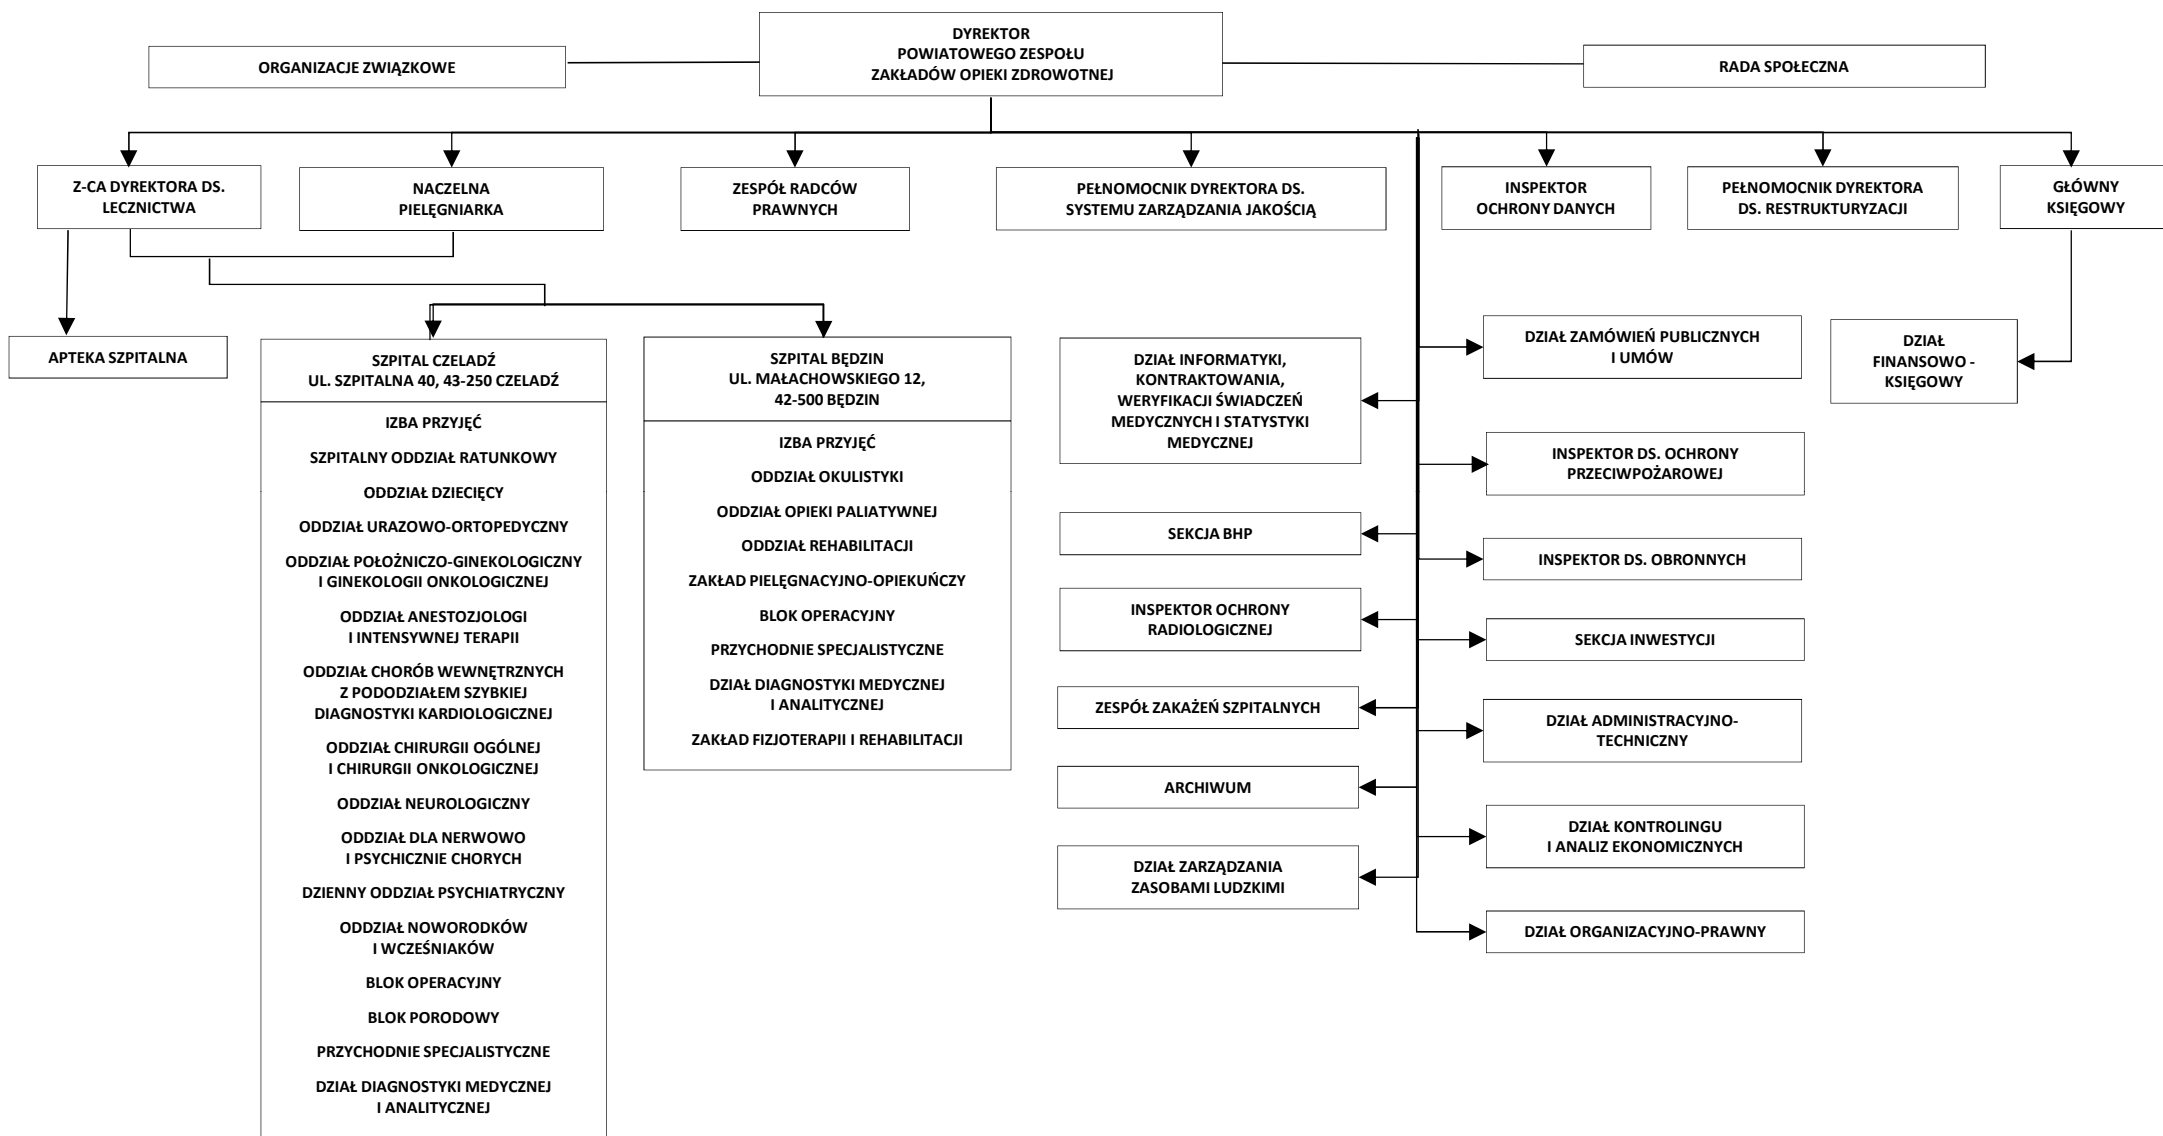 DYREKTOR
POWIATOWEGO ZESPOŁU
ZAKŁADÓW OPIEKI ZDROWOTNEJ
ORGANIZACJE ZWIĄZKOWE
RADA SPOŁECZNA
Z-CA DYREKTORA DS.
LECZNICTWA
NACZELNA
PIELĘGNIARKA
ZESPÓŁ RADCÓW
PRAWNYCH
PEŁNOMOCNIK DYREKTORA DS.
SYSTEMU ZARZĄDZANIA JAKOŚCIĄ
INSPEKTOR
OCHRONY DANYCH
PEŁNOMOCNIK DYREKTORA
DS. RESTRUKTURYZACJI
GŁÓWNY
KSIĘGOWY
APTEKA SZPITALNA
SZPITAL CZELADŹ
UL. SZPITALNA 40, 43-250 CZELADŹ
IZBA PRZYJĘĆ
SZPITALNY ODDZIAŁ RATUNKOWY
ODDZIAŁ DZIECIĘCY
ODDZIAŁ URAZOWO-ORTOPEDYCZNY
ODDZIAŁ POŁOŻNICZO-GINEKOLOGICZNY
I GINEKOLOGII ONKOLOGICZNEJ
ODDZIAŁ ANESTOZJOLOGI
I INTENSYWNEJ TERAPII
ODDZIAŁ CHORÓB WEWNĘTRZNYCH
Z PODODZIAŁEM SZYBKIEJ
DIAGNOSTYKI KARDIOLOGICZNEJ
ODDZIAŁ CHIRURGII OGÓLNEJ
I CHIRURGII ONKOLOGICZNEJ
ODDZIAŁ NEUROLOGICZNY
ODDZIAŁ DLA NERWOWO
I PSYCHICZNIE CHORYCH
DZIENNY ODDZIAŁ PSYCHIATRYCZNY
ODDZIAŁ NOWORODKÓW
I WCZEŚNIAKÓW
BLOK OPERACYJNY
BLOK PORODOWY
PRZYCHODNIE SPECJALISTYCZNE
DZIAŁ DIAGNOSTYKI MEDYCZNEJ
I ANALITYCZNEJ
SZPITAL BĘDZIN
UL. MAŁACHOWSKIEGO 12,
42-500 BĘDZIN
IZBA PRZYJĘĆ
ODDZIAŁ OKULISTYKI
ODDZIAŁ OPIEKI PALIATYWNEJ
ODDZIAŁ REHABILITACJI
ZAKŁAD PIELĘGNACYJNO-OPIEKUŃCZY
BLOK OPERACYJNY
PRZYCHODNIE SPECJALISTYCZNE
DZIAŁ DIAGNOSTYKI MEDYCZNEJ
I ANALITYCZNEJ
ZAKŁAD FIZJOTERAPII I REHABILITACJI
DZIAŁ INFORMATYKI,
KONTRAKTOWANIA,
WERYFIKACJI ŚWIADCZEŃ
MEDYCZNYCH I STATYSTYKI
MEDYCZNEJ
SEKCJA BHP
INSPEKTOR OCHRONY
RADIOLOGICZNEJ
ZESPÓŁ ZAKAŻEŃ SZPITALNYCH
ARCHIWUM
DZIAŁ ZARZĄDZANIA
ZASOBAMI LUDZKIMI
DZIAŁ ZAMÓWIEŃ PUBLICZNYCH
I UMÓW
INSPEKTOR DS. OCHRONY
PRZECIWPOŻAROWEJ
INSPEKTOR DS. OBRONNYCH
SEKCJA INWESTYCJI
DZIAŁ ADMINISTRACYJNO-
TECHNICZNY
DZIAŁ KONTROLINGU
I ANALIZ EKONOMICZNYCH
DZIAŁ ORGANIZACYJNO-PRAWNY
DZIAŁ
FINANSOWO -
KSIĘGOWY